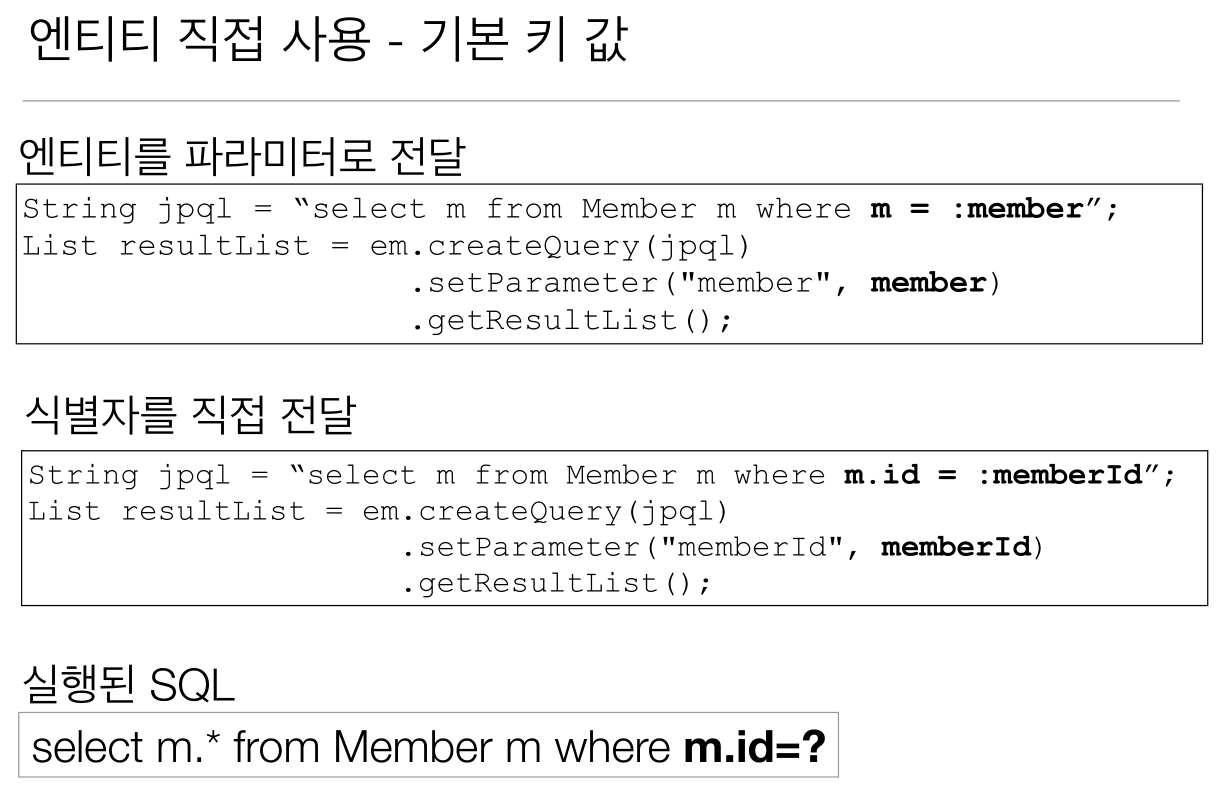 엔티티 직접 사용 - 기본 키 값
엔티티를 파라미터로 전달
String jpql = “select m from Member m where m = :member”;
List resultList = em.createQuery(jpql)
.setParameter("member", member)
.getResultList();
식별자를 직접 전달
String jpql = “select m from Member m where m.id = :memberId”;
List resultList = em.createQuery(jpql)
.setParameter("memberId", memberId)
.getResultList();
실행된 SQL
select m.* from Member m where m.id=?